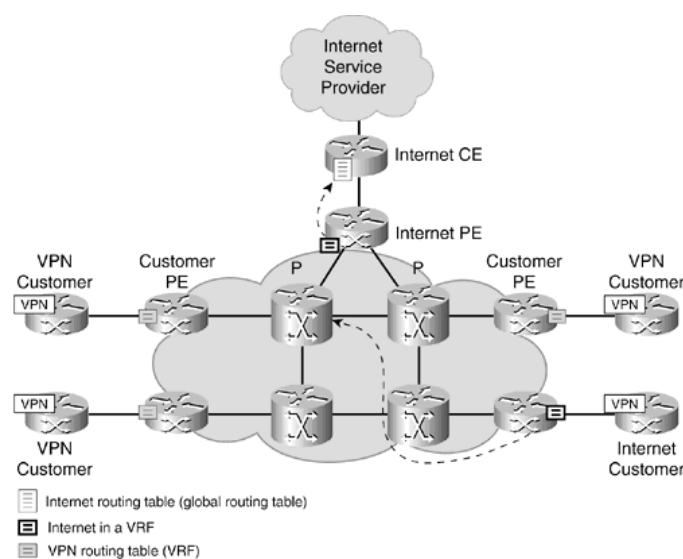 Internet
Service
Provider
Internet CE
Internet PE
VPN
Customer
Customer
PE
P
P
Customer
PE
VPN
Customer
VPN
VPN
VPN
VPN
VPN
Customer
Internet
Customer
Internet routing table (global routing table)
Internet in a VRF
VPN routing table (VRF)